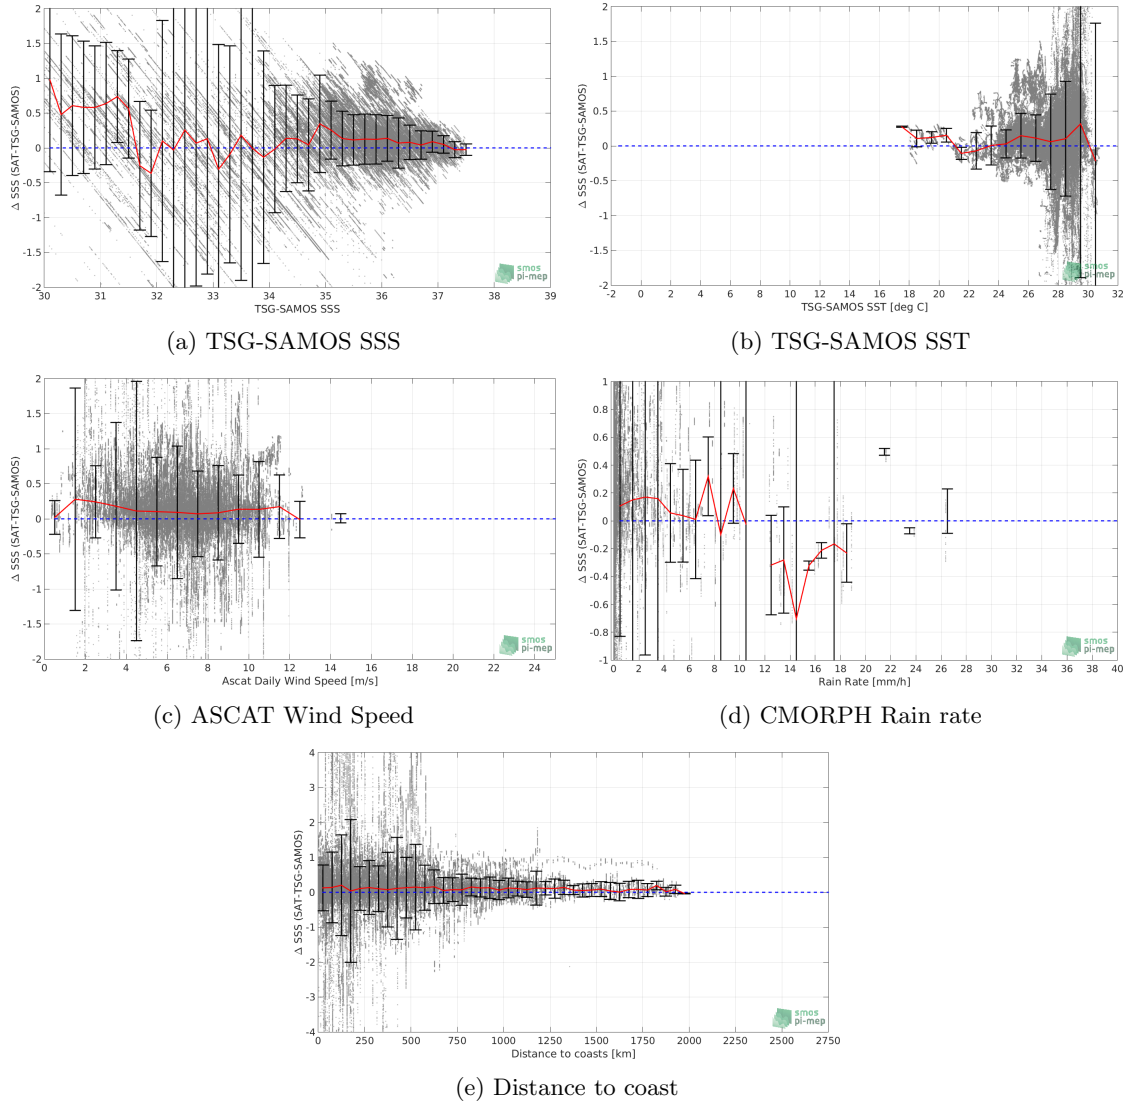 2
1.5
1
0.5
0
-0.5
-1
-1.5
-2
Δ SSS (SAT-TSG-SAMOS)
30 31 32 33 34 35 36 37 38 39
TSG-SAMOS SSS
smos
pi-mep
(a) TSG-SAMOS SSS
2
1.5
1
0.5
0
-0.5
-1
-1.5
-2
Δ SSS (SAT-TSG-SAMOS)
-2 0 2 4 6 8 10 12 14 16 18 20 22 24 26 28 30 32
TSG-SAMOS SST [deg C]
smos
pi-mep
(b) TSG-SAMOS SST
2
1.5
1
0.5
0
-0.5
-1
-1.5
-2
Δ SSS (SAT-TSG-SAMOS)
0 2 4 6 8 10 12 14 16 18 20 22 24
Ascat Daily Wind Speed [m/s]
smos
pi-mep
(c) ASCAT Wind Speed
1
0.8
0.6
0.4
0.2
0
-0.2
-0.4
-0.6
-0.8
-1
Δ SSS (SAT-TSG-SAMOS)
0 2 4 6 8 10 12 14 16 18 20 22 24 26 28 30 32 34 36 38 40
Rain Rate [mm/h]
smos
pi-mep
(d) CMORPH Rain rate
4
3
2
1
0
-1
-2
-3
-4
Δ SSS (SAT-TSG-SAMOS)
0 250 500 750 1000 1250 1500 1750 2000 2250 2500 2750
Distance to coasts [km]
smos
pi-mep
(e) Distance to coast